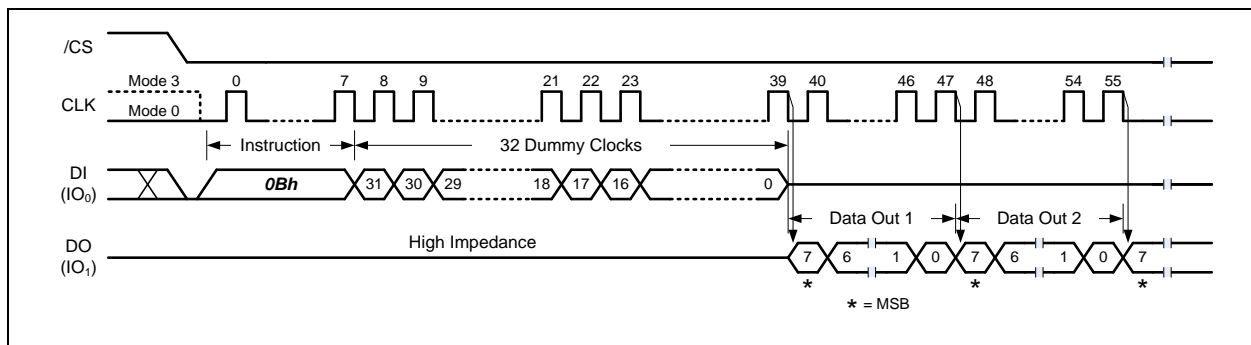 /CS
Mode 3 0 7 8 9 21 22 23 39 40 46 47 48 54 55
CLK Mode 0
Instruction 32 Dummy Clocks
DI 0Bh 31 30 29 18 17 16 0
(IO0)
Data Out 1 Data Out 2
DO High Impedance 7 6 1 0 7 6 1 0 7
(IO1)
* * *
* = MSB